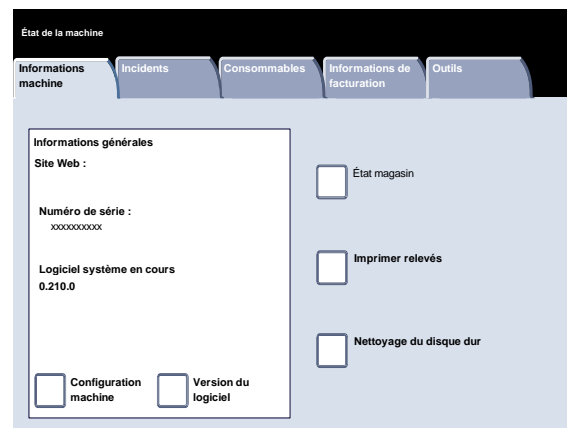 État de la machine
Informations machine
Incidents
Consommables
Informations de facturation
Outils
Informations générales
Site Web :
Numéro de série :
xxxxxxxxxx
Logiciel système en cours
0.210.0
Configuration machine
Version du logiciel
État magasin
Imprimer relevés
Nettoyage du disque dur